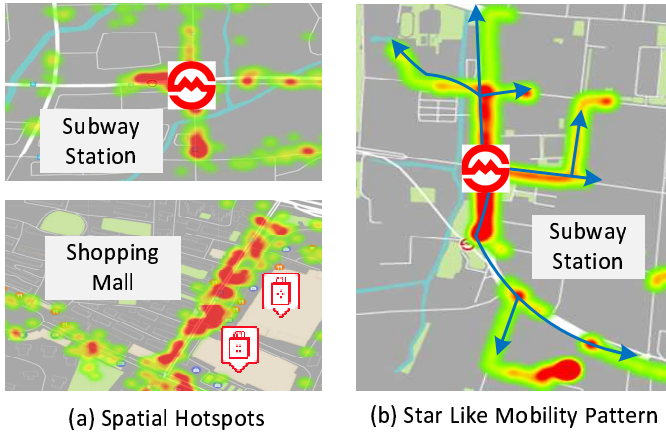 Subway
Station
Shopping
Mall
Subway
Station
(a) Spatial Hotspots
(b) Star Like Mobility Pattern